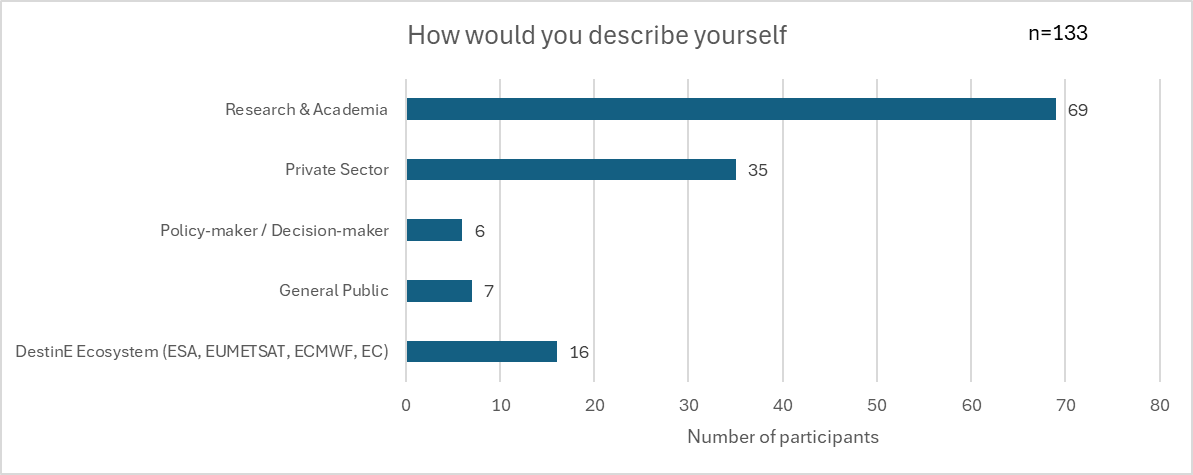 How would you describe yourself
n=133
Research & Academia
69
Private Sector
35
Policy-maker / Decision-maker
6
General Public
7
DestinE Ecosystem (ESA, EUMETSAT, ECMWF, EC)
16
0 10 20 30 40 50 60 70 80
Number of participants